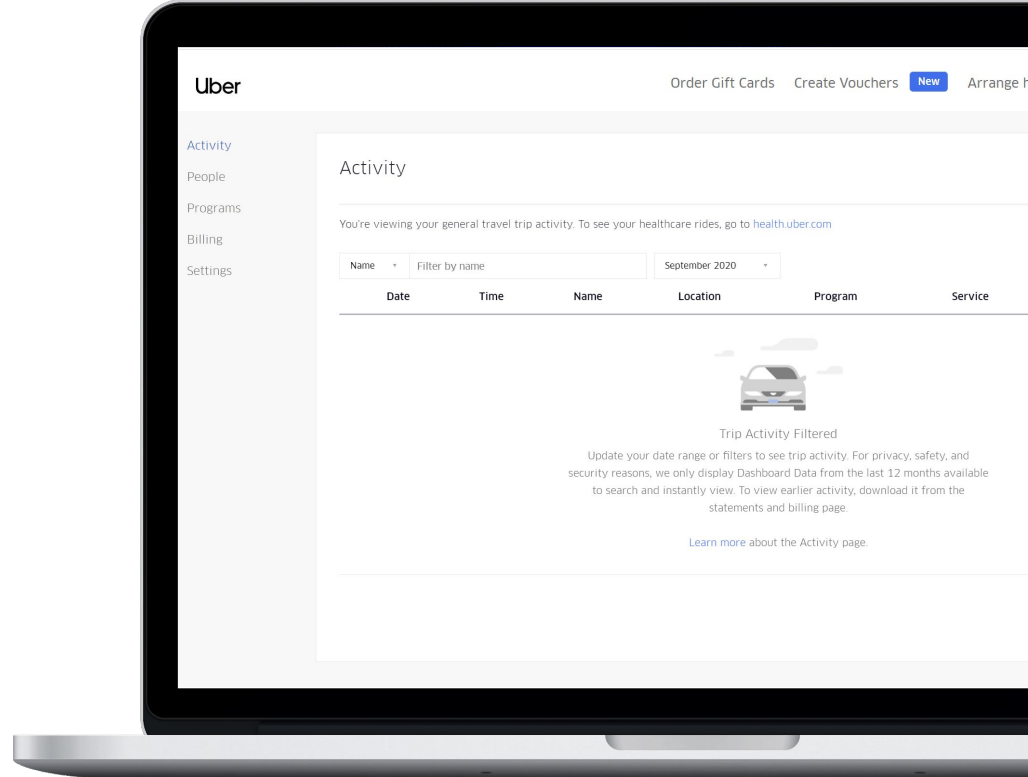 Uber
Order Gift Cards Create Vouchers New Arrange
Activity
People
Programs
Billing
Settings
Activity
You're viewing your general travel trip activity. To see your healthcare rides, go to health.uber.com
Name Filter by name September 2020
Date Time Name Location Program Service
Trip Activity Filtered
Update your date range or filters to see trip activity. For privacy, safety, and
security reasons, we only display Dashboard Data from the last 12 months available
to search and instantly view. To view earlier activity, download it from the
statements and billing page.
Learn more about the Activity page.